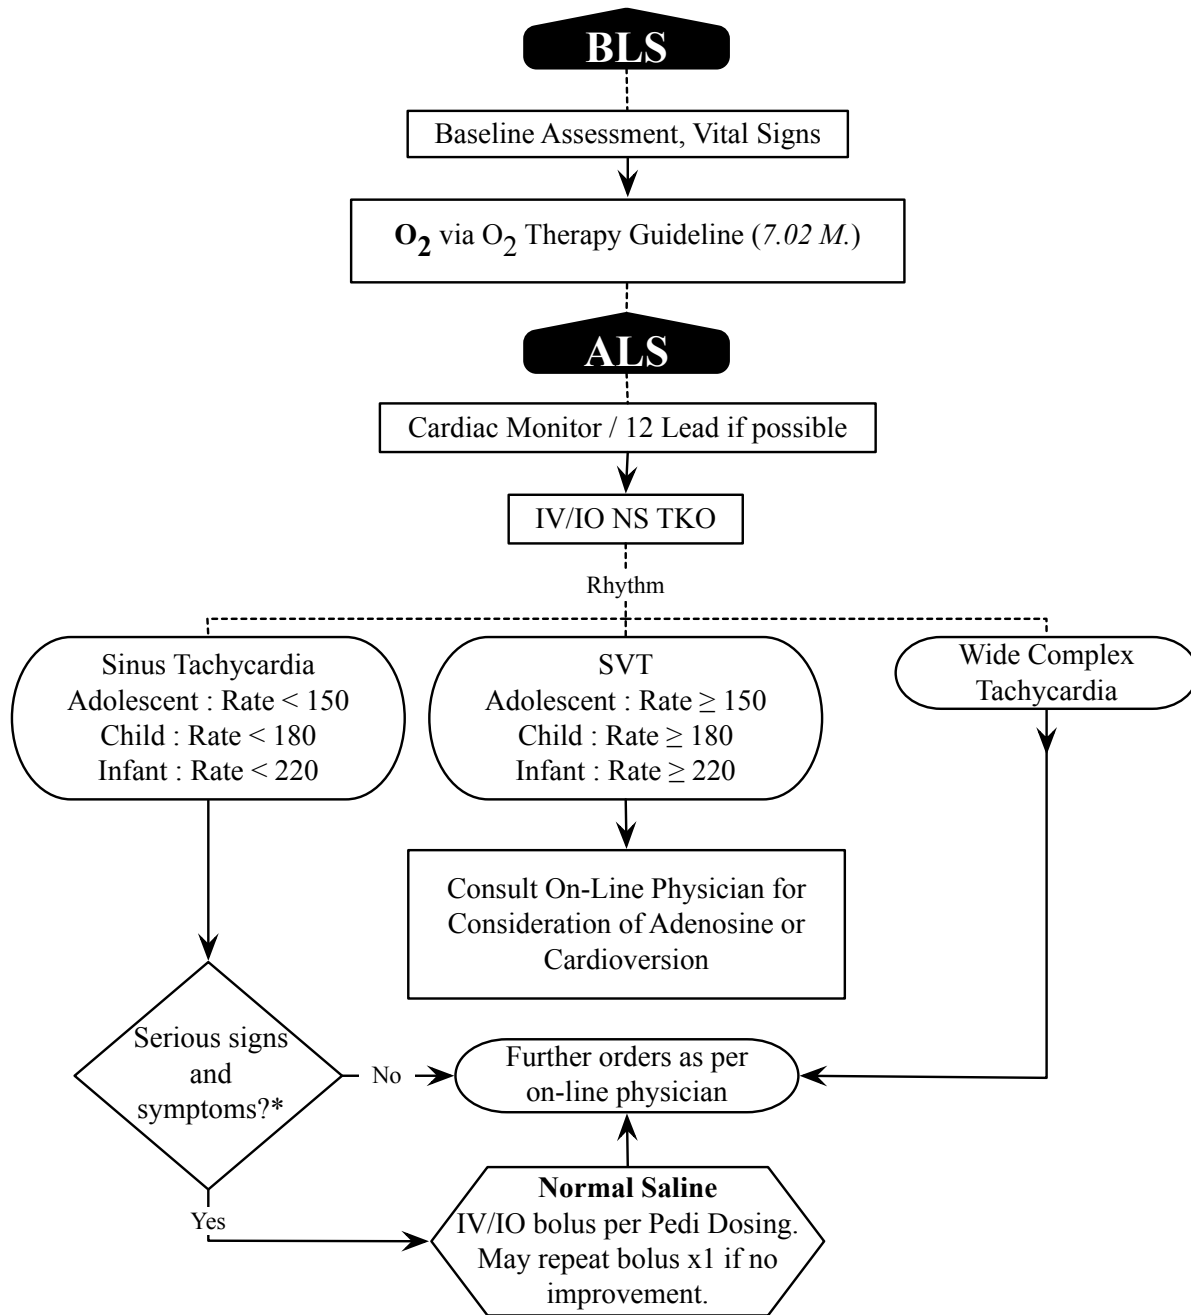 BLS
Baseline Assessment, Vital Signs
O2 via O2 Therapy Guideline (7.02 M.)
ALS
Cardiac Monitor / 12 Lead if possible
IV/IO NS TKO
Rhythm
Sinus Tachycardia
Adolescent : Rate < 150
Child : Rate < 180
Infant : Rate < 220
SVT
Adolescent : Rate ≥ 150
Child : Rate ≥ 180
Infant : Rate ≥ 220
Wide Complex
Tachycardia
Consult On-Line Physician for
Consideration of Adenosine or
Cardioversion
Serious signs
and
symptoms?*
No
Further orders as per
on-line physician
Yes
Normal Saline
IV/IO bolus per Pedi Dosing.
May repeat bolus x1 if no
improvement.